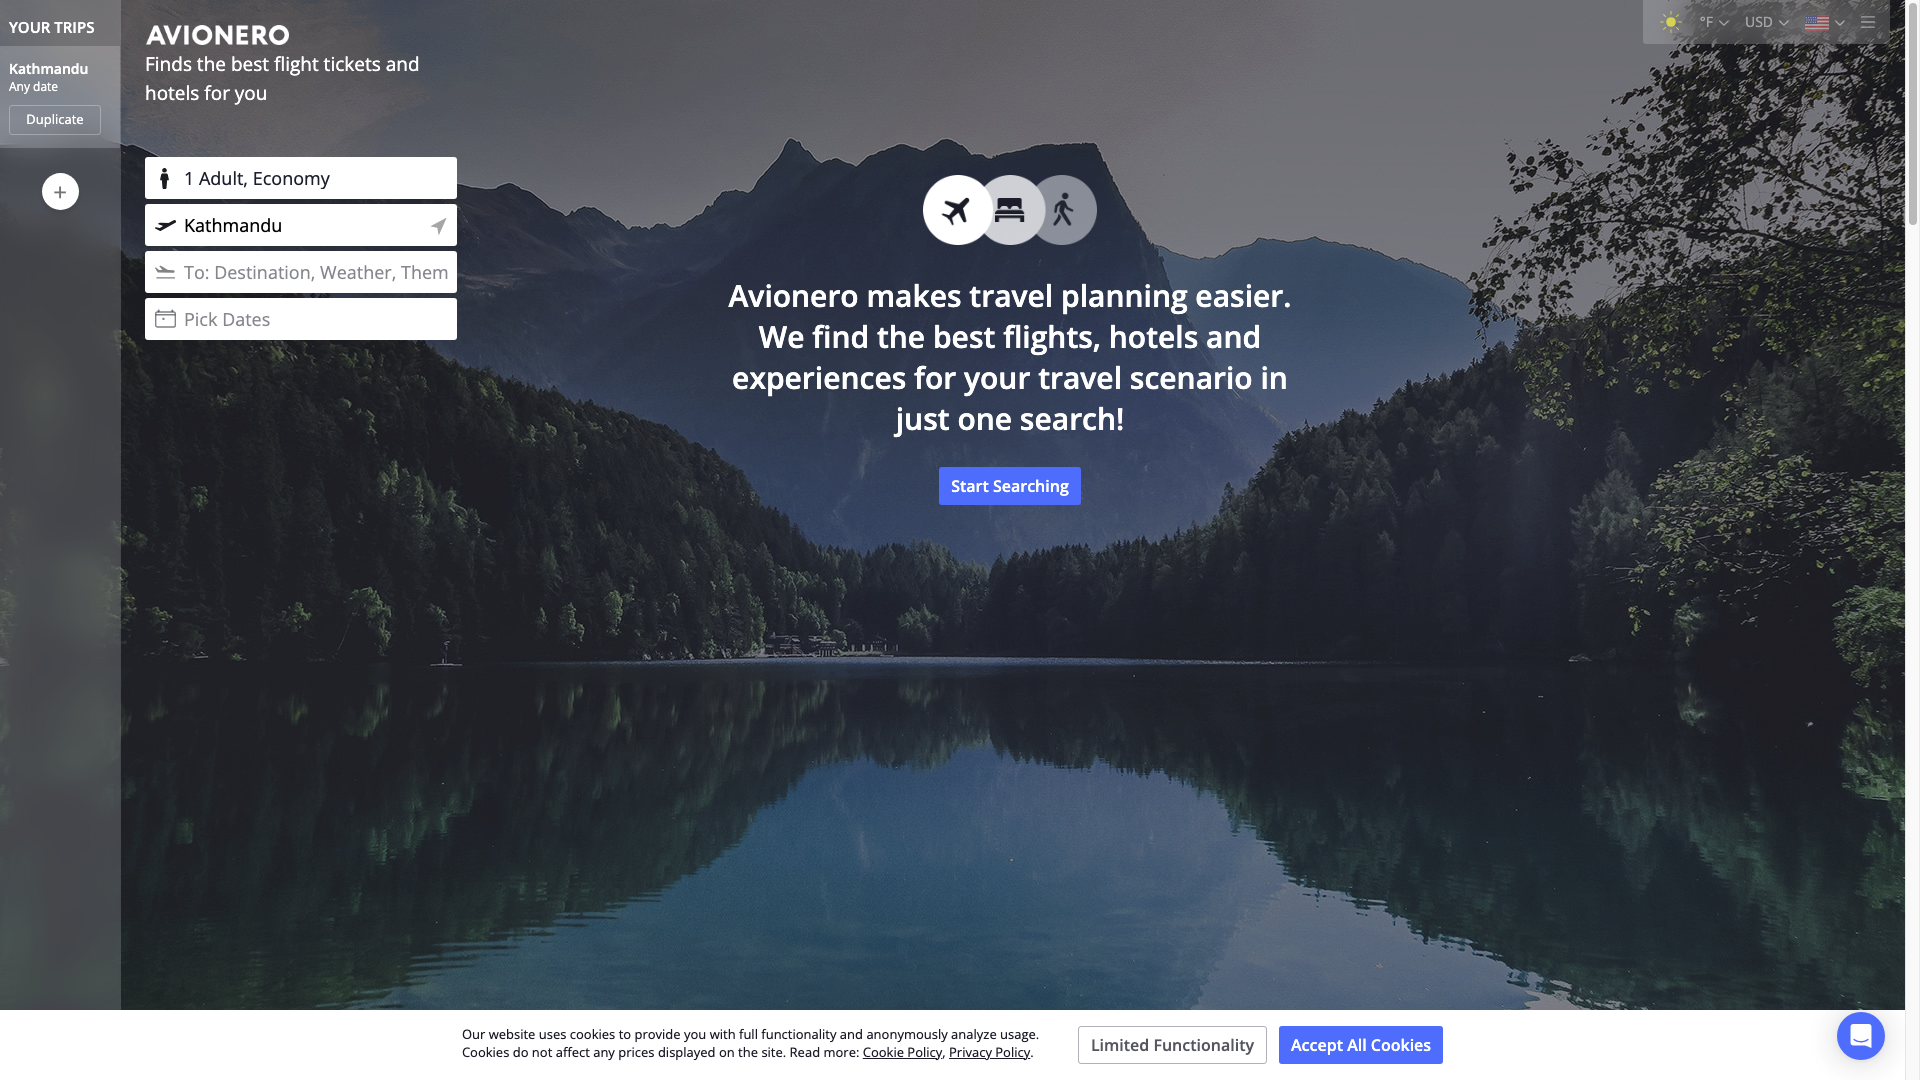 YOUR TRIPS
Kathmandu
Any date
Duplicate
+
AVIONERO
Finds the best flight tickets and
hotels for you
1 Adult, Economy
Kathmandu
To: Destination, Weather, Them
Pick Dates
°F
USD
Avionero makes travel planning easier.
We find the best flights, hotels and
experiences for your travel scenario in
just one search!
Start Searching
Our website uses cookies to provide you with full functionality and anonymously analyze usage.
Cookies do not affect any prices displayed on the site. Read more: Cookie Policy, Privacy Policy.
Limited Functionality
Accept All Cookies